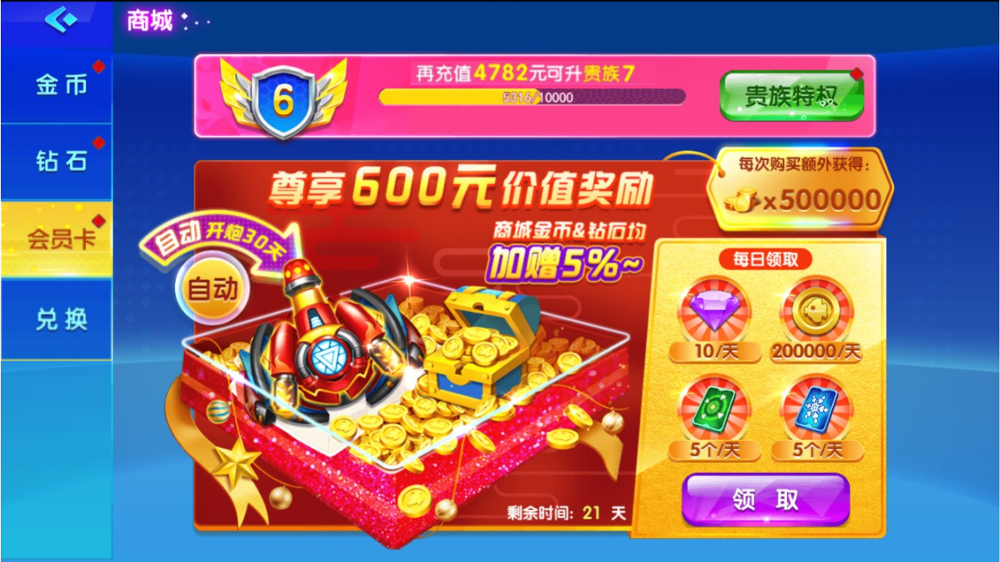 商城
金币
钻石
会员卡
兑换
6
再充值4782元可升贵族7
5316/10000
贵族特权
尊享600元价值奖励
每次购买额外获得:
x500000
商城金币&钻石均
加赠5%~
自动开炮30天
自动
每日领取
10/天
200000/天
5个/天
5个/天
领取
剩余时间: 21 天